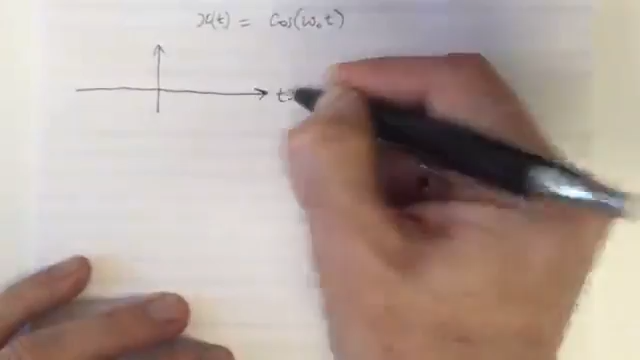 x(t) = Cos(ω₀t)
t